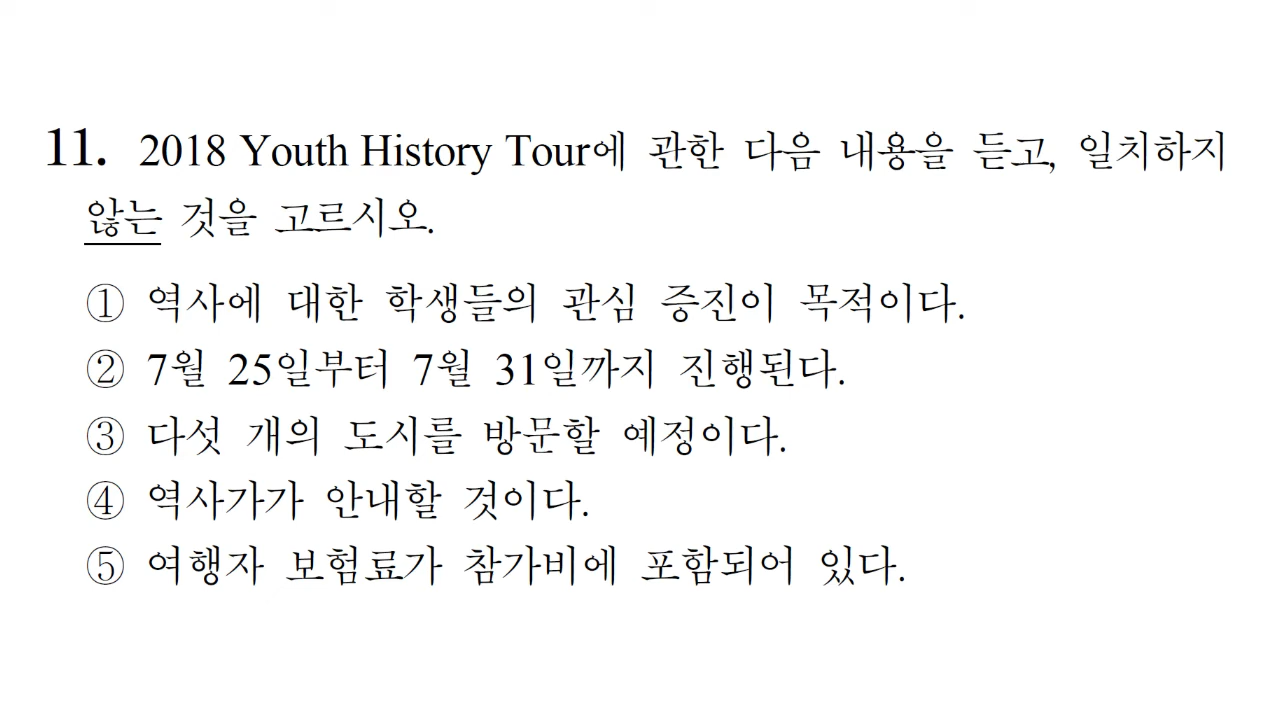 11. 2018 Youth History Tour에 관한 다음 내용을 듣고, 일치하지
않는 것을 고르시오.
① 역사에 대한 학생들의 관심 증진이 목적이다.
② 7월 25일부터 7월 31일까지 진행된다.
③ 다섯 개의 도시를 방문할 예정이다.
④ 역사가가 안내할 것이다.
⑤ 여행자 보험료가 참가비에 포함되어 있다.